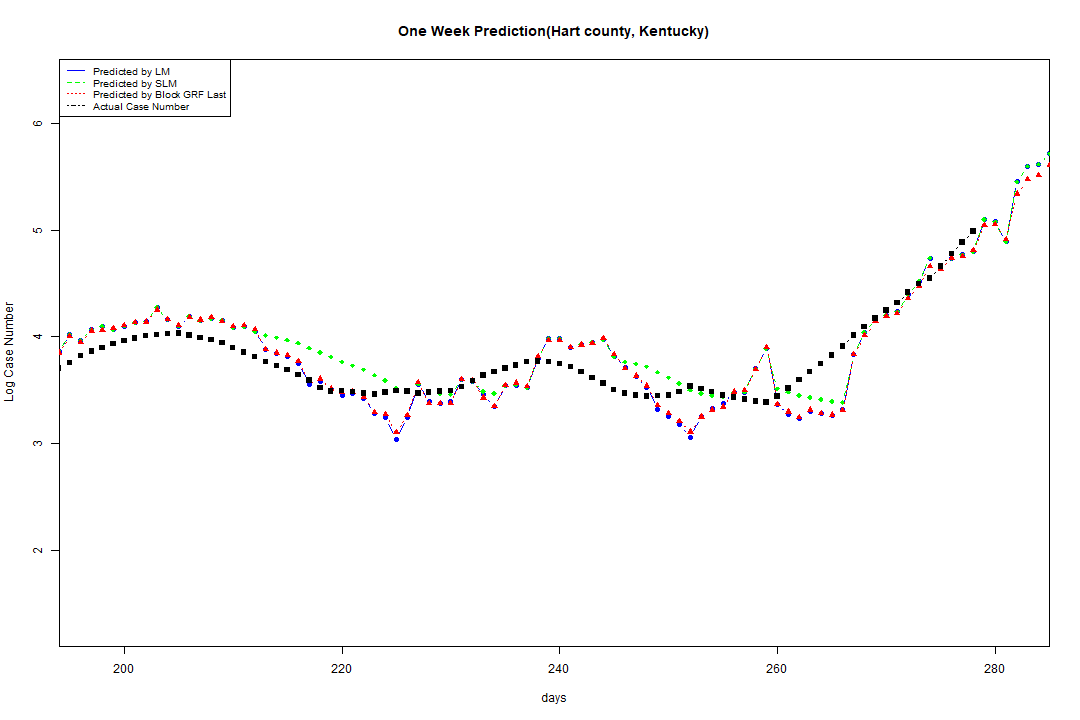 One Week Prediction(Hart county, Kentucky)
Predicted by LM
Predicted by SLM
Predicted by Block GRF Last
Actual Case Number
Log Case Number
6
5
4
3
2
200
220
240
260
280
days